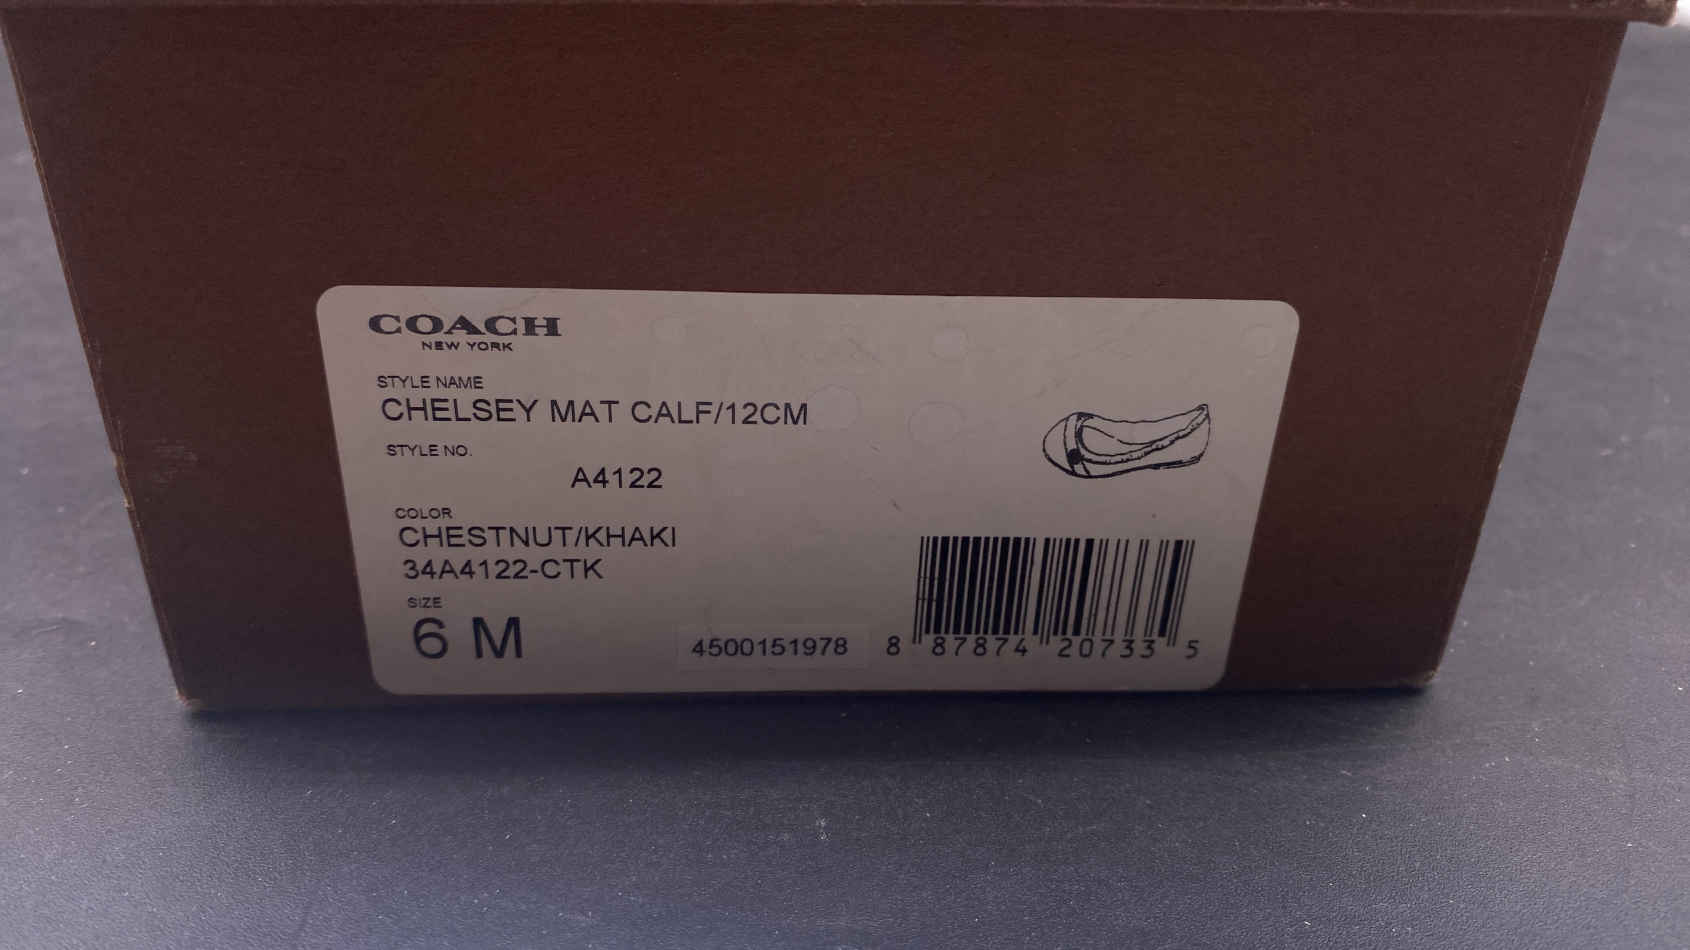 COACH
NEW YORK
STYLE NAME
CHELSEY MAT CALF/12CM
STYLE NO.
A4122
COLOR
CHESTNUT/KHAKI
34A4122-CTK
SIZE
6 M
4500151978
8 87874 20733 5